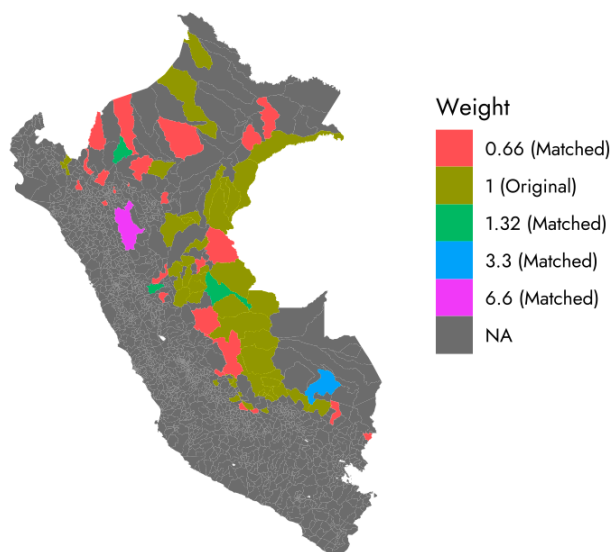 Weight
0.66 (Matched)
1 (Original)
1.32 (Matched)
3.3 (Matched)
6.6 (Matched)
NA